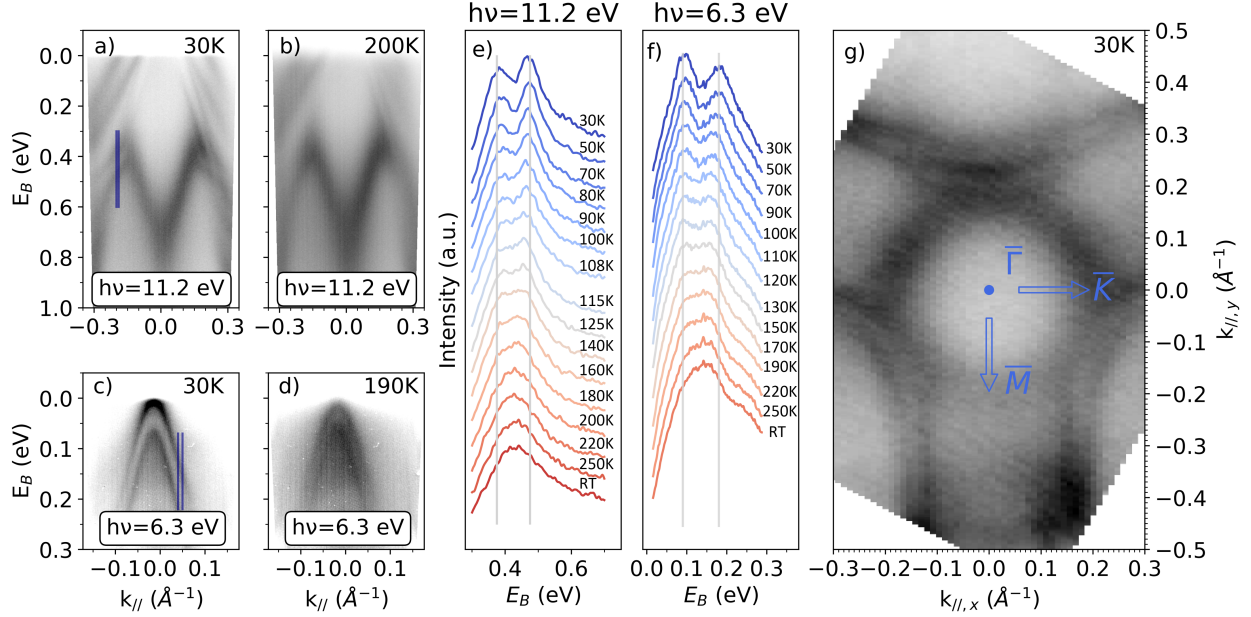 hν=11.2 eV
hν=6.3 eV
a)
30K
b)
200K
e)
f)
g)
30K
0.0
0.2
0.4
0.6
0.8
1.0
E_B (eV)
hν=11.2 eV
hν=11.2 eV
−0.3
0.0
0.3
−0.3
0.0
0.3
c)
30K
d)
190K
0.0
0.1
0.2
0.3
E_B (eV)
hν=6.3 eV
hν=6.3 eV
−0.1
0.0
0.1
−0.1
0.0
0.1
k_// (Å⁻¹)
k_// (Å⁻¹)
Intensity (a.u.)
30K
50K
70K
80K
90K
100K
108K
115K
125K
140K
160K
180K
200K
220K
250K
RT
0.4
0.6
E_B (eV)
30K
50K
70K
90K
100K
110K
120K
130K
150K
170K
190K
220K
250K
RT
0.0
0.1
0.2
0.3
E_B (eV)
Γ̅
K̅
M̅
0.5
0.4
0.3
0.2
0.1
0.0
−0.1
−0.2
−0.3
−0.4
−0.5
k_//,y (Å⁻¹)
−0.3
−0.2
−0.1
0.0
0.1
0.2
0.3
k_//,x (Å⁻¹)